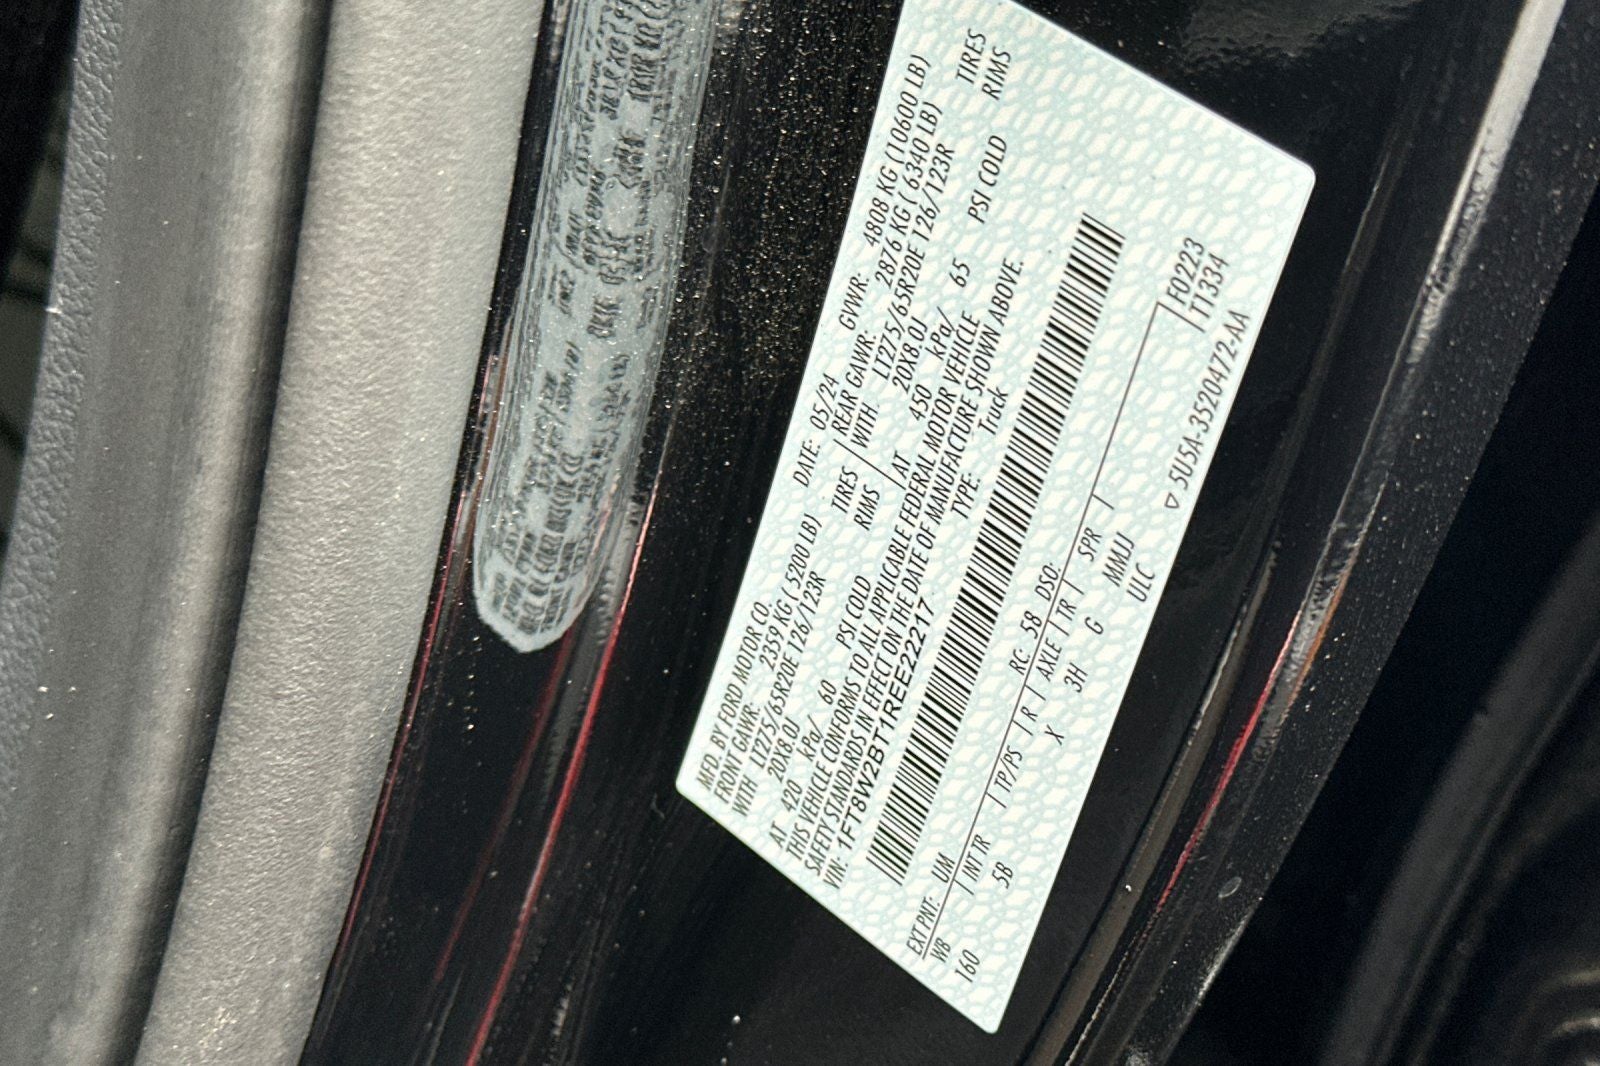 MFD. BY FORD MOTOR CO.
DATE: 05/24 GVWR: 4808 KG (10600 LB)
FRONT GAWR: 2359 KG ( 5200 LB) REAR GAWR: 2876 KG ( 6340 LB)
WITH LT275/65R20E 126/123R TIRES WITH LT275/65R20E 126/123R TIRES
20X8.0J RIMS 20X8.0J RIMS
AT 420 kPa/ 60 PSI COLD AT 450 kPa/ 65 PSI COLD
THIS VEHICLE CONFORMS TO ALL APPLICABLE FEDERAL MOTOR VEHICLE
SAFETY STANDARDS IN EFFECT ON THE DATE OF MANUFACTURE SHOWN ABOVE.
VIN: 1FT8W2BT1REE22217 TYPE: Truck
EXT PNT: UM RC: 58 DSO: F0223
WB INT TR TP/PS R AXLE TR SPR T1334
160 5B X 3H G MMJJ
ULC
▽ 5U5A-3520472-AA